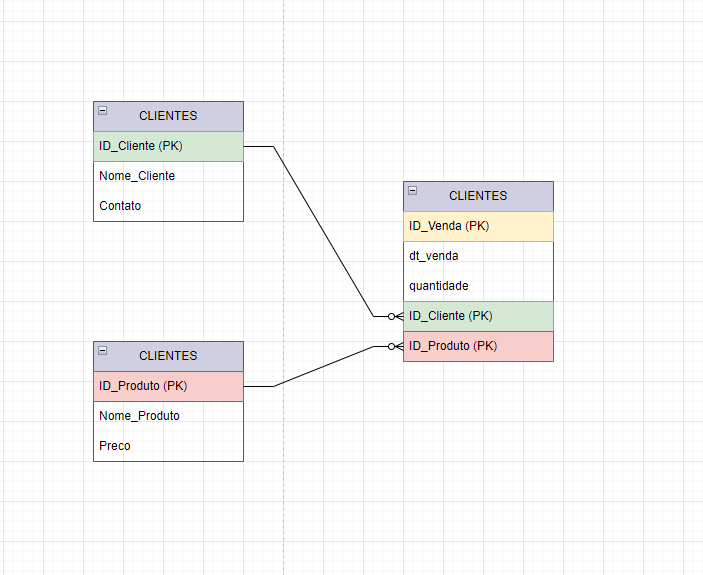 CLIENTES
ID_Cliente (PK)
Nome_Cliente
Contato
CLIENTES
ID_Venda (PK)
dt_venda
quantidade
ID_Cliente (PK)
ID_Produto (PK)
CLIENTES
ID_Produto (PK)
Nome_Produto
Preco